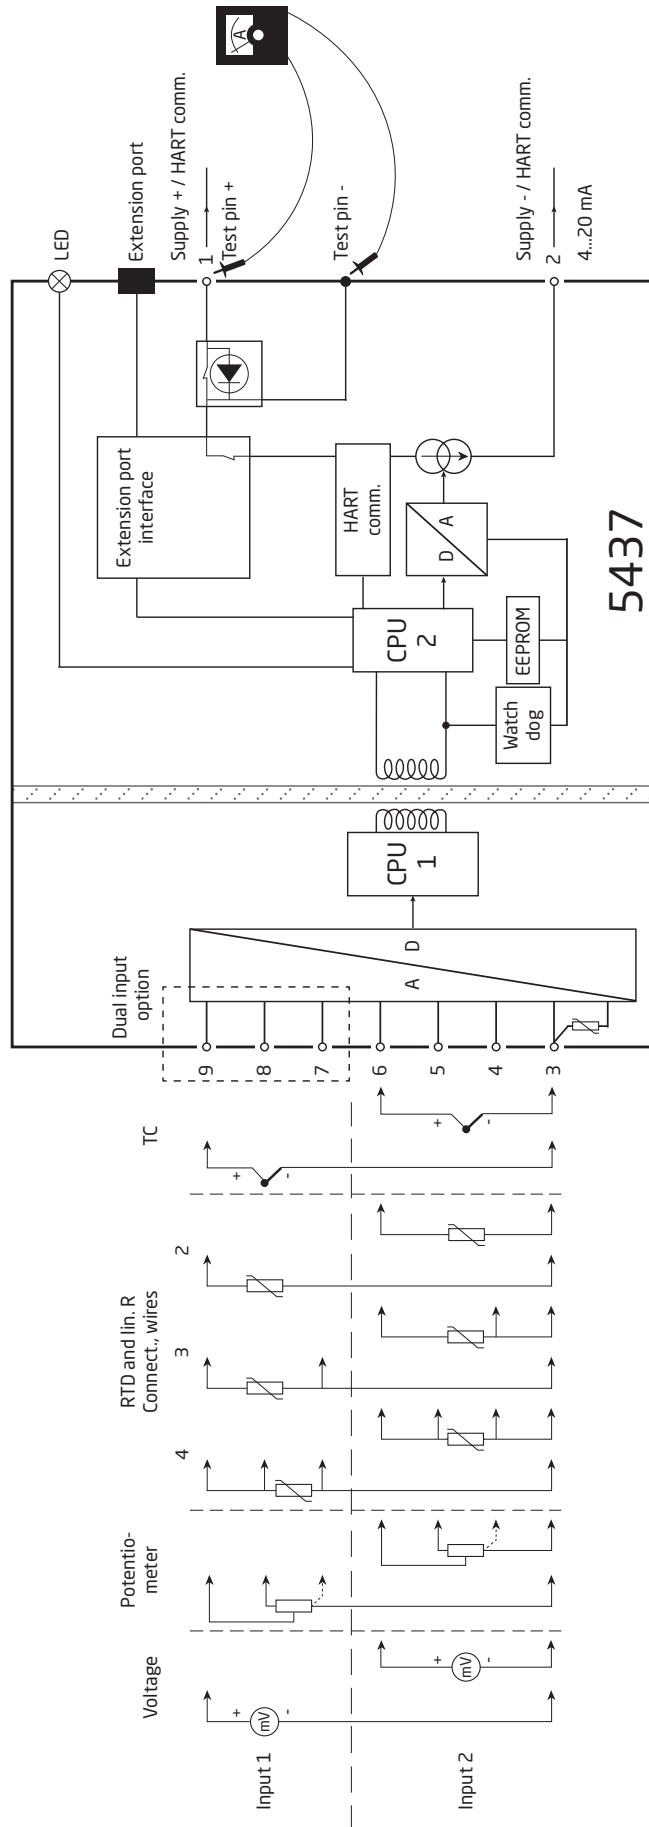 Voltage
Potentio-
meter
RTD and lin. R
Connect., wires
4
3
2
TC
Dual input
option
LED
Extension port
Supply + / HART comm.
1
Test pin +
Test pin -
Supply - / HART comm.
2
4...20 mA
A
Input 1
Input 2
+
mV
-
+
mV
-
+
-
+
-
9
8
7
6
5
4
3
A
D
CPU
1
CPU
2
Extension port
interface
HART
comm.
D
A
EEPROM
Watch
dog
5437